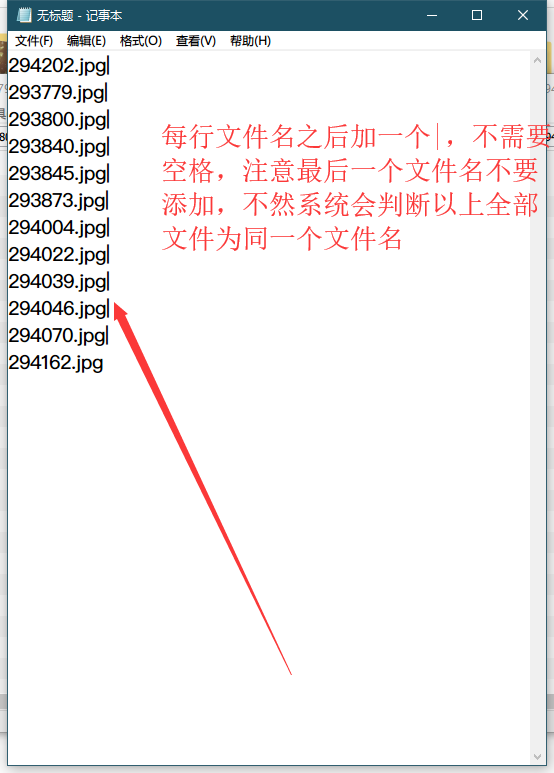 无标题 - 记事本
文件(F) 编辑(E) 格式(O) 查看(V) 帮助(H)
294202.jpg|
293779.jpg|
293800.jpg|
293840.jpg|
293845.jpg|
293873.jpg|
294004.jpg|
294022.jpg|
294039.jpg|
294046.jpg|
294070.jpg|
294162.jpg
每行文件名之后加一个|，不需要
空格，注意最后一个文件名不要
添加，不然系统会判断以上全部
文件为同一个文件名